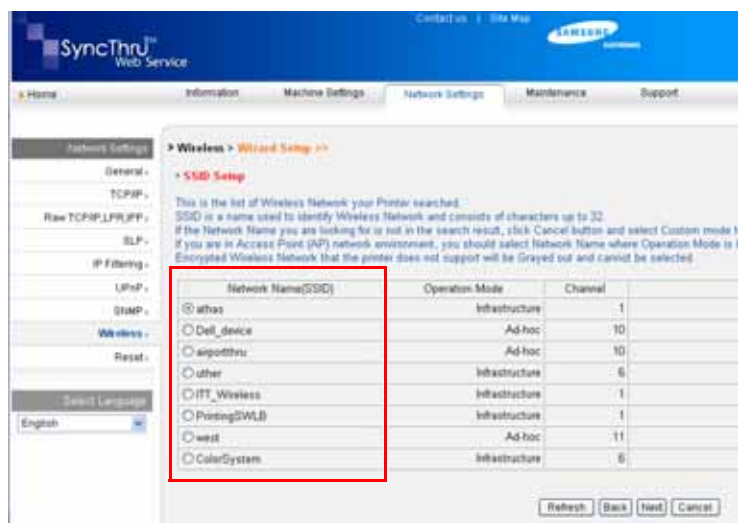 Contact us | Site Map
SAMSUNG
SyncThru™
Web Service
Home
Information Machine Settings Network Settings Maintenance Support
Network Settings
Wireless > Wizard Setup >>
General
SSID Setup
TCP/IP
This is the list of Wireless Network your Printer searched.
Raw TCP/IP,LPR,IPP
SSID is a name used to identify Wireless Network and consists of characters up to 32.
If the Network Name you are looking for is not in the search result, click Cancel button and select Custom mode
SLP
If you are in Access Point (AP) network environment, you should select Network Name where Operation Mode is
IP Filtering
Encrypted Wireless Network that the printer does not support will be Grayed out and cannot be selected.
UPnP
Network Name(SSID) Operation Mode Channel
SNMP
athas Infrastructure 1
Wireless
Dell_device Ad-hoc 10
Reset
airportthru Ad-hoc 10
uther Infrastructure 6
Select Language
ITT_Wireless Infrastructure 1
English
PrintingSWLB Infrastructure 1
west Ad-hoc 11
ColorSystem Infrastructure 6
Refresh Back Next Cancel